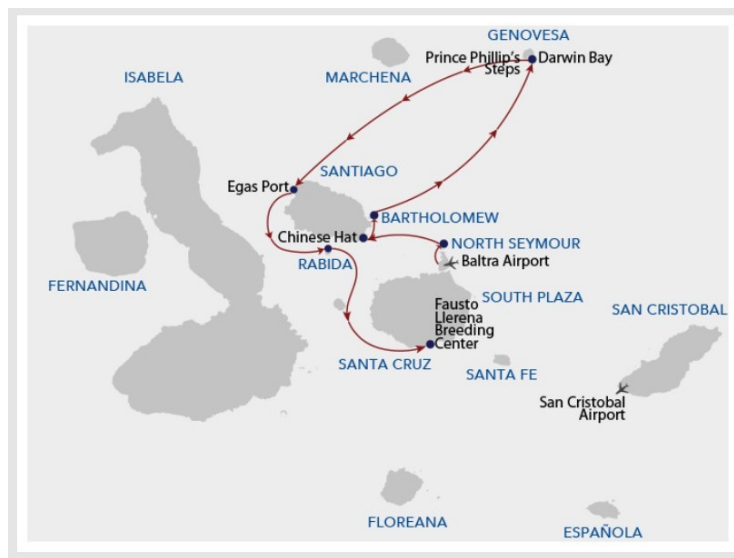 GENOVESA
Prince Phillip's
Steps
Darwin Bay
MARCHENA
ISABELA
SANTIAGO
Egas Port
BARTHOLOMEW
Chinese Hat
NORTH SEYMOUR
RABIDA
Baltra Airport
FERNANDINA
Fausto
Llerena
Breeding
Center
SOUTH PLAZA
SAN CRISTOBAL
SANTA CRUZ
SANTA FE
San Cristobal
Airport
FLOREANA
ESPAÑOLA